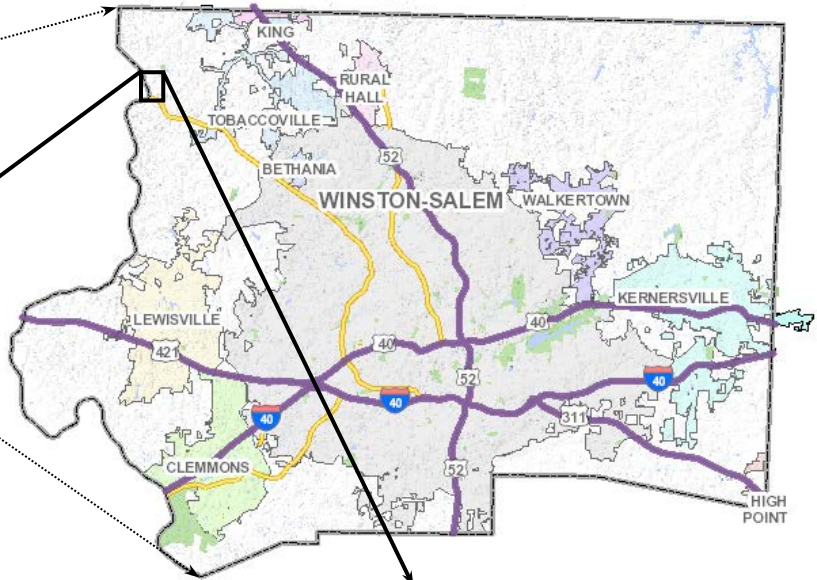 KING
RURAL
HALL
TOBACCOVILLE
52
BETHANIA
WINSTON-SALEM
WALKERTOWN
KERNERSVILLE
LEWISVILLE
40
40
421
52
40
40
40
311
CLEMMONS
52
HIGH
POINT